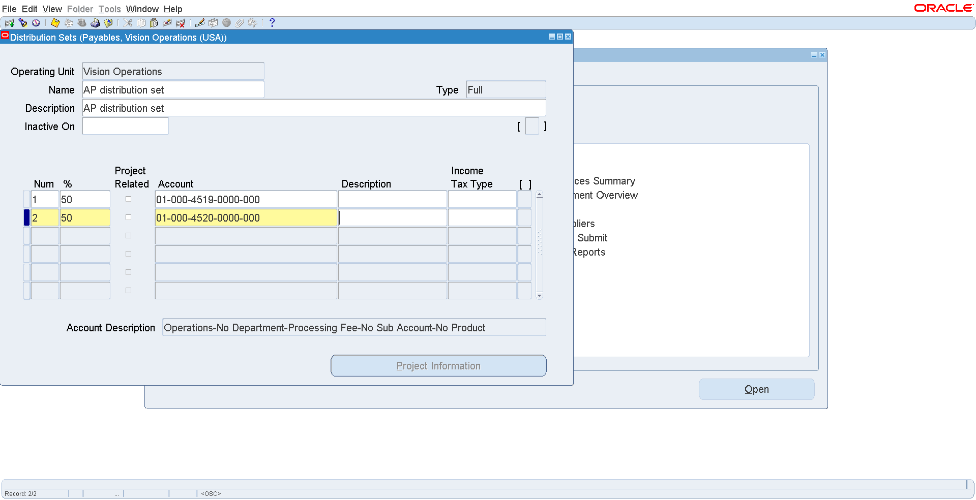 File Edit View Folder Tools Window Help
ORACLE
Distribution Sets (Payables, Vision Operations (USA))
Operating Unit Vision Operations
Name AP distribution set Type Full
Description AP distribution set
Inactive On [ ]
Project Income
Num % Related Account Description Tax Type [ ]
1 50 01-000-4519-0000-000
2 50 01-000-4520-0000-000
Account Description Operations-No Department-Processing Fee-No Sub Account-No Product
Project Information
ces Summary
ment Overview
pliers
Submit
Reports
Open
Record: 2/2 ... <OSC>